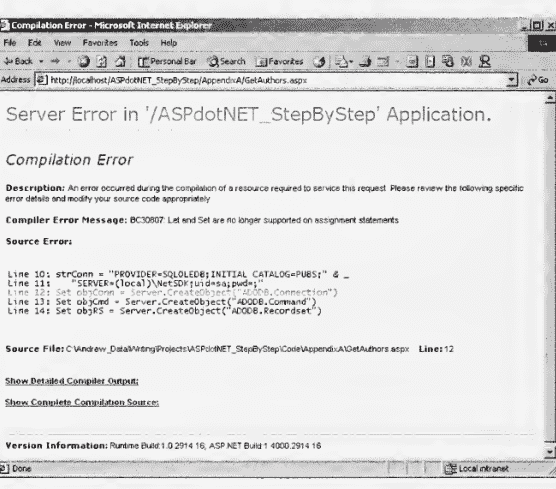 Compilation Error - Microsoft Internet Explorer
File Edit View Favorites Tools Help
Back Personal Bar Search Favorites
Address http://localhost/ASPdotNET_StepByStep/AppendixA/GetAuthors.aspx Go
Server Error in '/ASPdotNET_StepByStep' Application.
Compilation Error
Description: An error occurred during the compilation of a resource required to service this request. Please review the following specific
error details and modify your source code appropriately
Compiler Error Message: BC30807: Let and Set are no longer supported on assignment statements
Source Error:
Line 10: strConn = "PROVIDER=SQLOLEDB;INITIAL CATALOG=PUBS;" & _
Line 11: "SERVER=(local)\NetSDK;uid=sa;pwd=;"
Line 12: Set objConn = Server.CreateObject("ADODB.Connection")
Line 13: Set objCmd = Server.CreateObject("ADODB.Command")
Line 14: Set objRS = Server.CreateObject("ADODB.Recordset")
Source File: C:\Andrew_Data\Writing\Projects\ASPdotNET_StepByStep\Code\AppendixA\GetAuthors.aspx Line: 12
Show Detailed Compiler Output:
Show Complete Compilation Source:
Version Information: Runtime Build:1.0.2914.16; ASP.NET Build:1.4000.2914.16
Done Local intranet